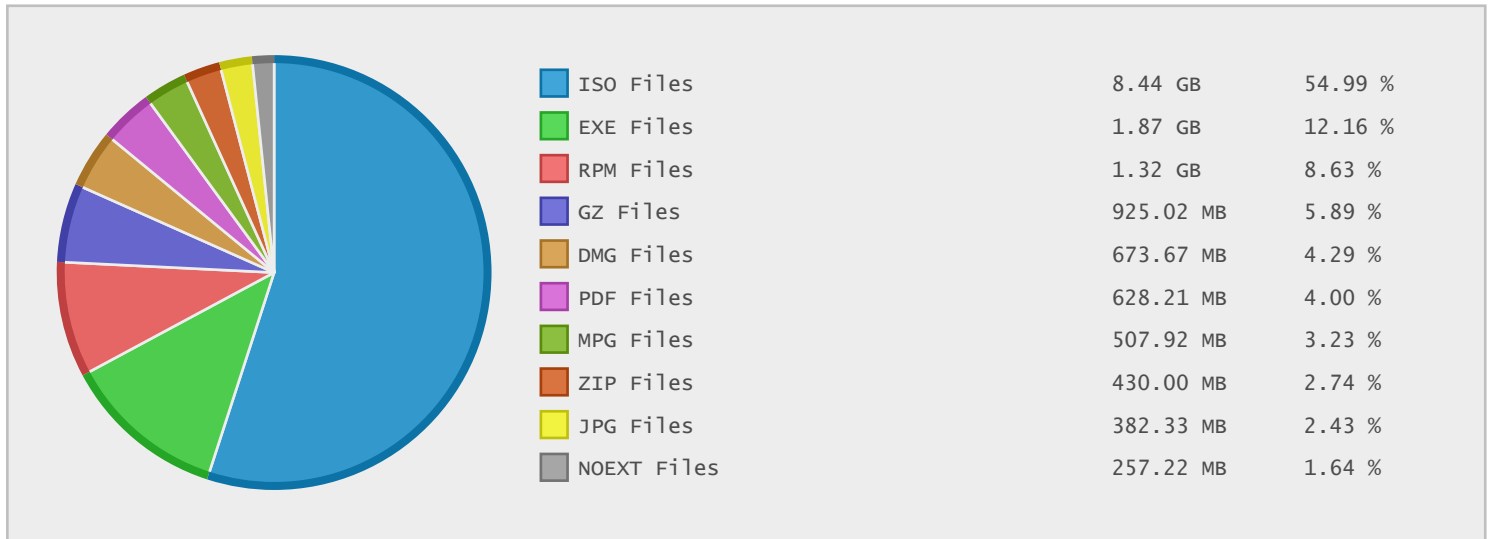 ISO Files 8.44 GB 54.99 %
EXE Files 1.87 GB 12.16 %
RPM Files 1.32 GB 8.63 %
GZ Files 925.02 MB 5.89 %
DMG Files 673.67 MB 4.29 %
PDF Files 628.21 MB 4.00 %
MPG Files 507.92 MB 3.23 %
ZIP Files 430.00 MB 2.74 %
JPG Files 382.33 MB 2.43 %
NOEXT Files 257.22 MB 1.64 %